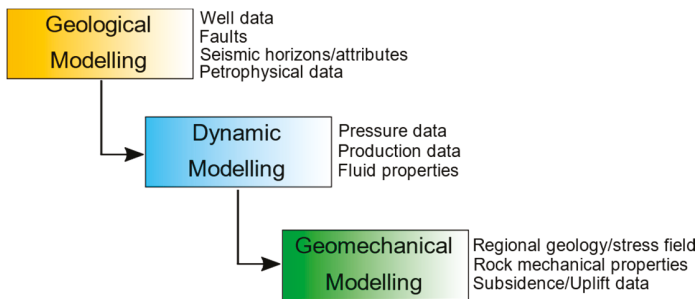 Geological
Modelling
Well data
Faults
Seismic horizons/attributes
Petrophysical data
Dynamic
Modelling
Pressure data
Production data
Fluid properties
Geomechanical
Modelling
Regional geology/stress field
Rock mechanical properties
Subsidence/Uplift data